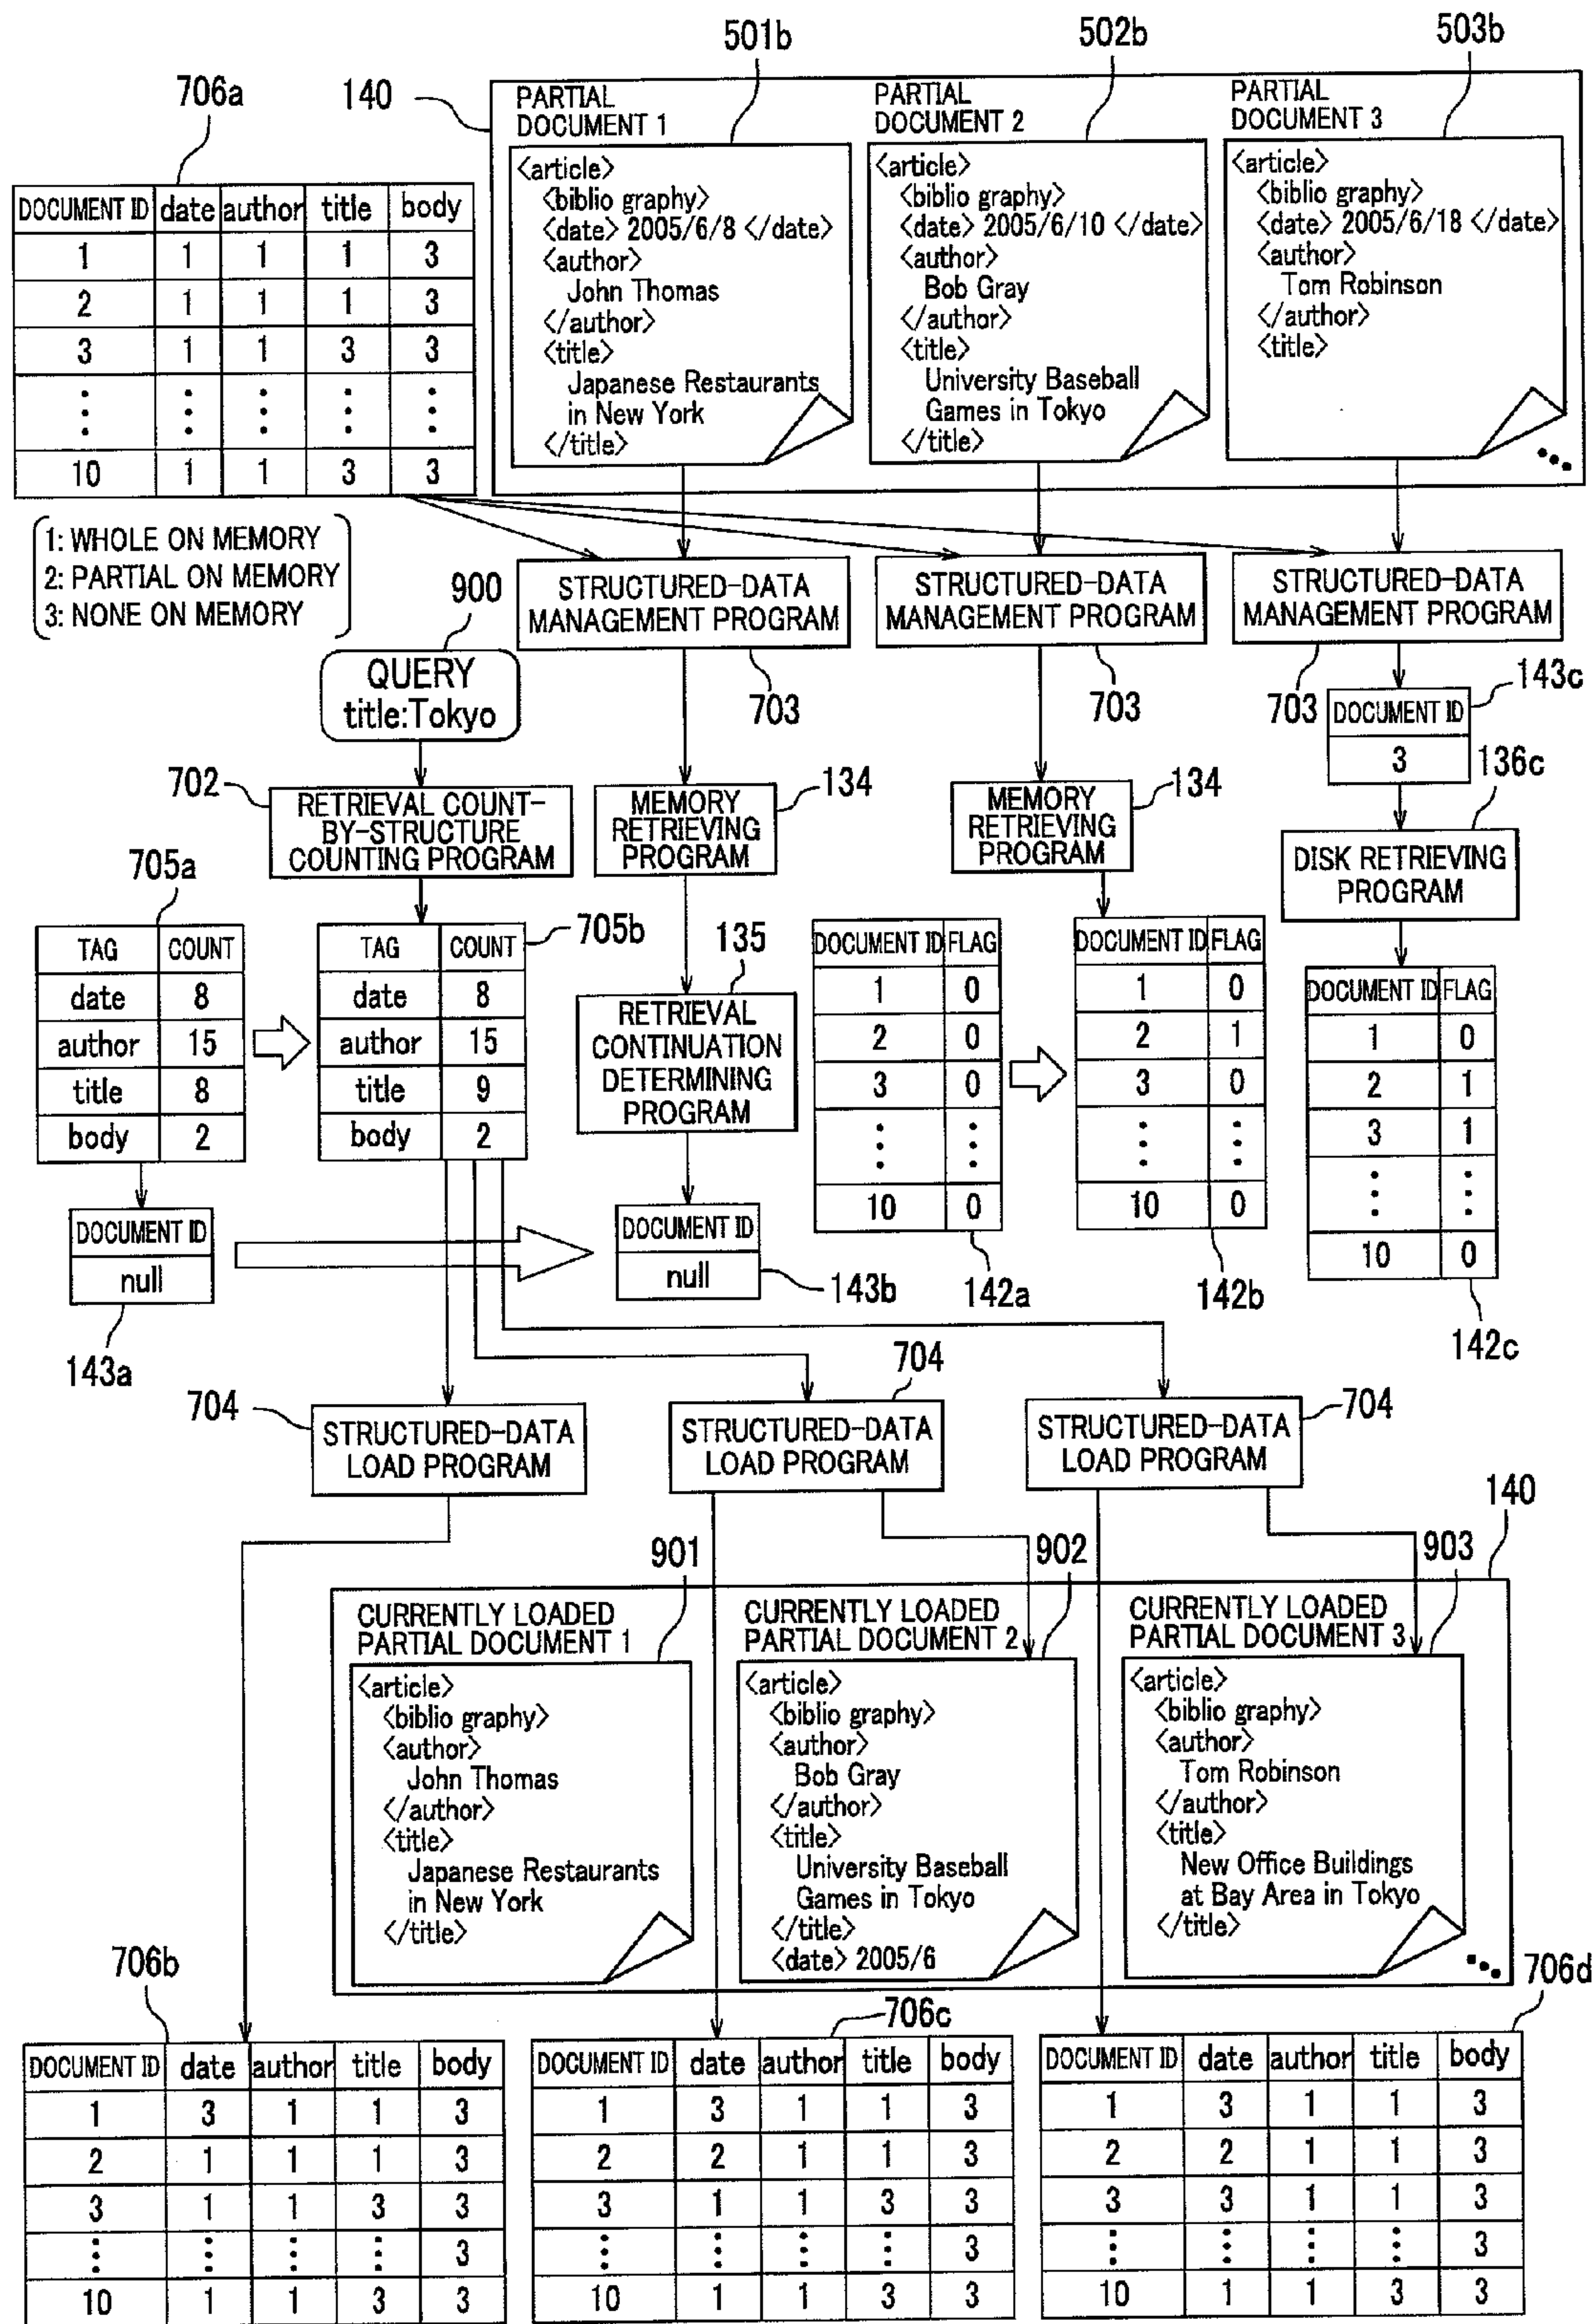 501b
502b
503b
706a
140
PARTIAL
DOCUMENT 1
<article>
<biblio graphy>
<date> 2005/6/8 </date>
<author>
John Thomas
</author>
<title>
Japanese Restaurants
in New York
</title>
PARTIAL
DOCUMENT 2
<article>
<biblio graphy>
<date> 2005/6/10 </date>
<author>
Bob Gray
</author>
<title>
University Baseball
Games in Tokyo
</title>
PARTIAL
DOCUMENT 3
<article>
<biblio graphy>
<date> 2005/6/18 </date>
<author>
Tom Robinson
</author>
<title>
DOCUMENT ID date author title body
1 1 1 1 3
2 1 1 1 3
3 1 1 3 3
10 1 1 3 3
1: WHOLE ON MEMORY
2: PARTIAL ON MEMORY
3: NONE ON MEMORY
900
QUERY
title:Tokyo
STRUCTURED-DATA
MANAGEMENT PROGRAM
703
STRUCTURED-DATA
MANAGEMENT PROGRAM
703
STRUCTURED-DATA
MANAGEMENT PROGRAM
703
143c
DOCUMENT ID
3
136c
702
RETRIEVAL COUNT-
BY-STRUCTURE
COUNTING PROGRAM
MEMORY
RETRIEVING
PROGRAM
134
MEMORY
RETRIEVING
PROGRAM
134
DISK RETRIEVING
PROGRAM
705a
TAG COUNT
date 8
author 15
title 8
body 2
705b
TAG COUNT
date 8
author 15
title 9
body 2
135
RETRIEVAL
CONTINUATION
DETERMINING
PROGRAM
DOCUMENT ID FLAG
1 0
2 0
3 0
10 0
142a
DOCUMENT ID FLAG
1 0
2 1
3 0
10 0
142b
DOCUMENT ID FLAG
1 0
2 1
3 1
10 0
142c
DOCUMENT ID
null
143a
DOCUMENT ID
null
143b
704
STRUCTURED-DATA
LOAD PROGRAM
704
STRUCTURED-DATA
LOAD PROGRAM
704
STRUCTURED-DATA
LOAD PROGRAM
140
901
902
903
CURRENTLY LOADED
PARTIAL DOCUMENT 1
<article>
<biblio graphy>
<author>
John Thomas
</author>
<title>
Japanese Restaurants
in New York
</title>
CURRENTLY LOADED
PARTIAL DOCUMENT 2
<article>
<biblio graphy>
<author>
Bob Gray
</author>
<title>
University Baseball
Games in Tokyo
</title>
<date> 2005/6
CURRENTLY LOADED
PARTIAL DOCUMENT 3
<article>
<biblio graphy>
<author>
Tom Robinson
</author>
<title>
New Office Buildings
at Bay Area in Tokyo
</title>
706b
DOCUMENT ID date author title body
1 3 1 1 3
2 1 1 1 3
3 1 1 3 3
3
10 1 1 3 3
706c
DOCUMENT ID date author title body
1 3 1 1 3
2 2 1 1 3
3 1 1 3 3
3
10 1 1 3 3
706d
DOCUMENT ID date author title body
1 3 1 1 3
2 2 1 1 3
3 3 1 1 3
3
10 1 1 3 3